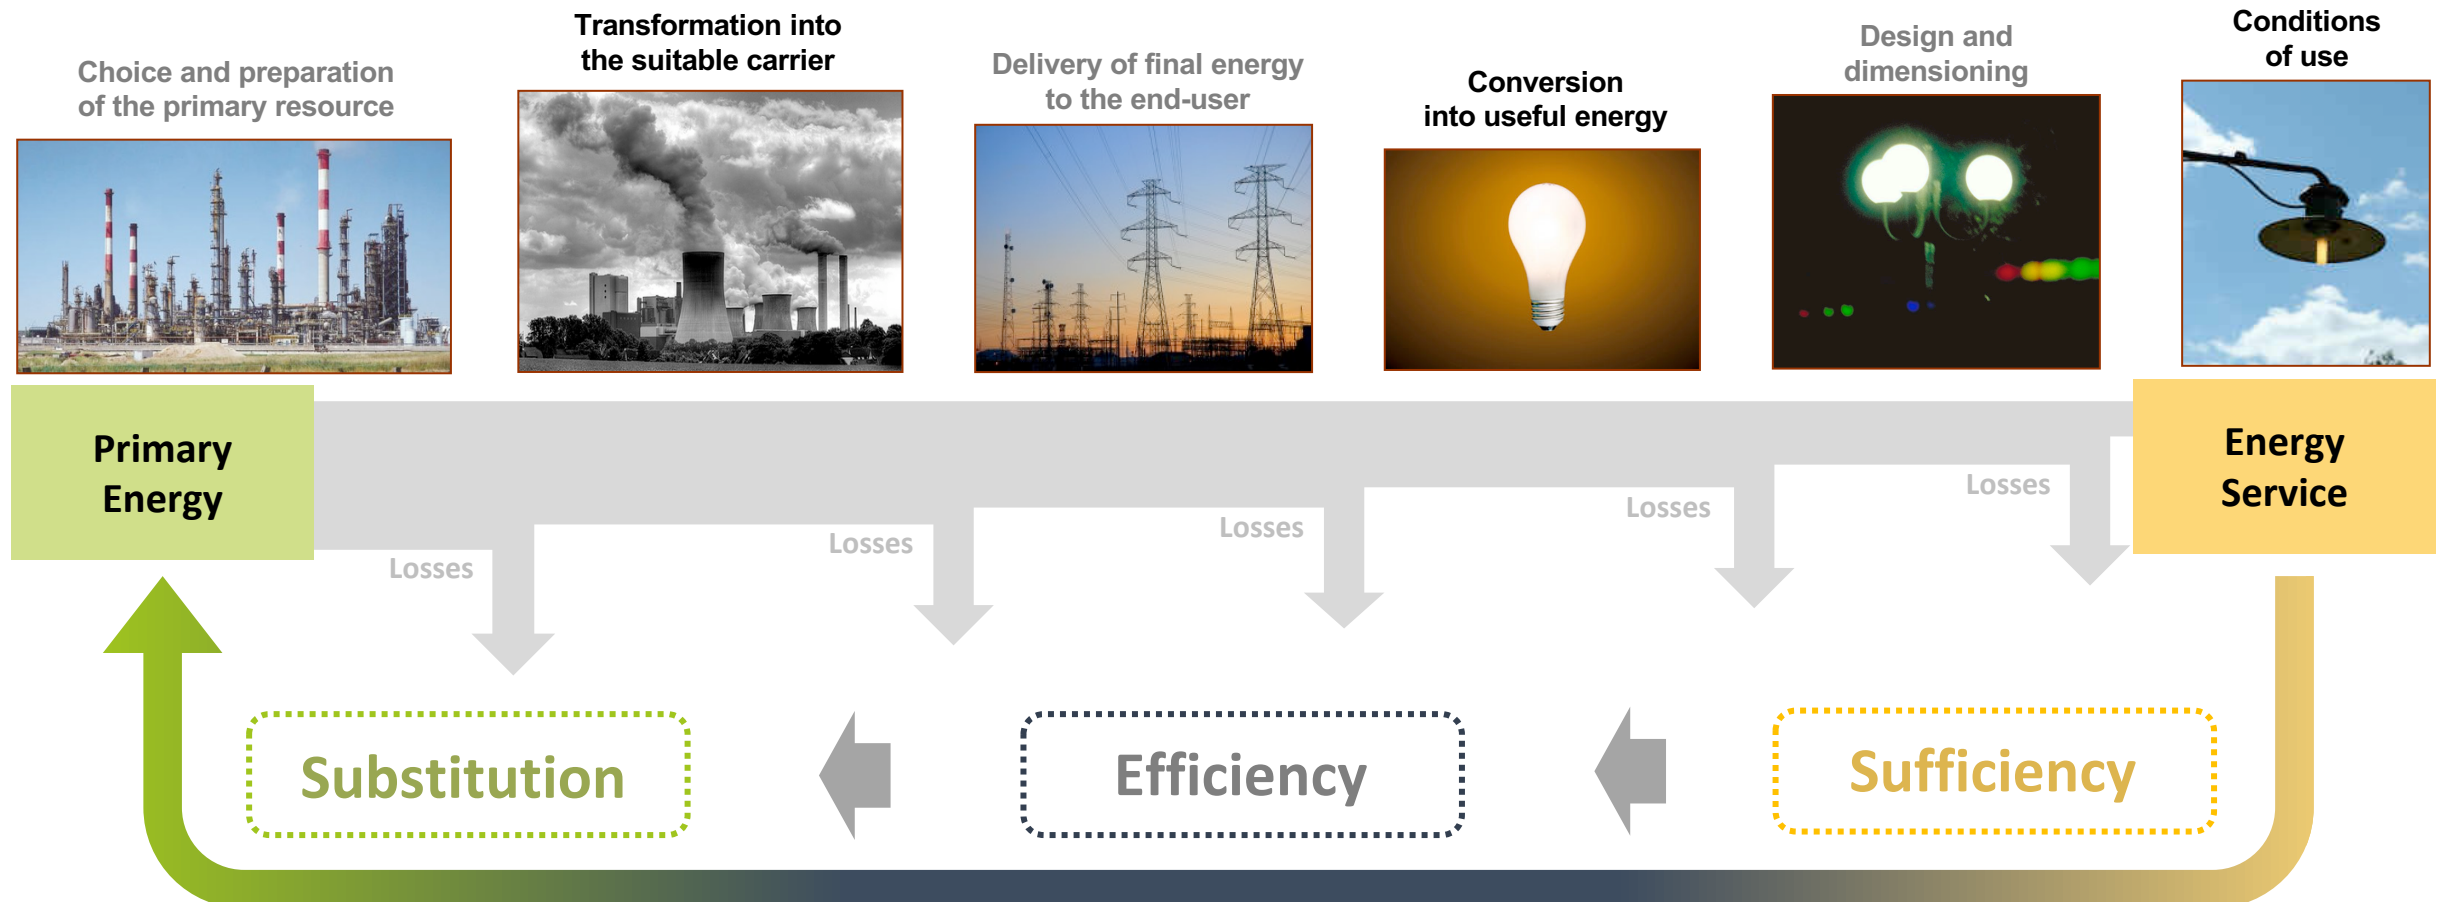 Choice and preparation
of the primary resource
Transformation into
the suitable carrier
Delivery of final energy
to the end-user
Conversion
into useful energy
Design and
dimensioning
Conditions
of use
Primary
Energy
Energy
Service
Losses
Losses
Losses
Losses
Losses
Substitution
Efficiency
Sufficiency